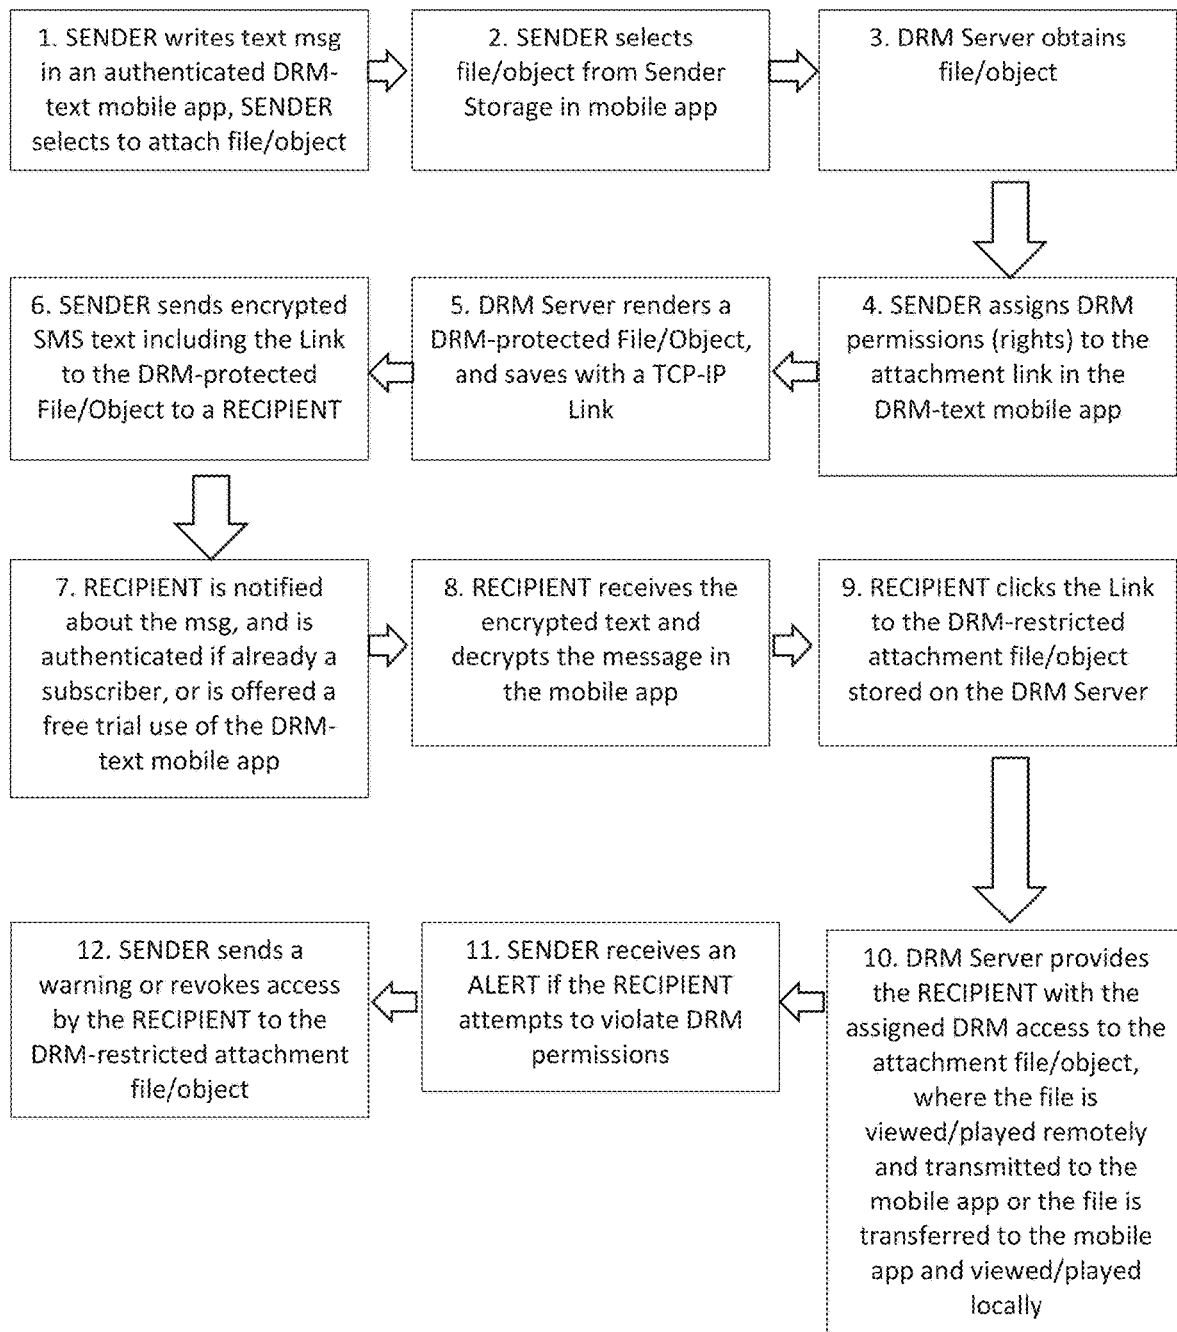 1. SENDER writes text msg
in an authenticated DRM-
text mobile app, SENDER
selects to attach file/object
2. SENDER selects
file/object from Sender
Storage in mobile app
3. DRM Server obtains
file/object
4. SENDER assigns DRM
permissions (rights) to the
attachment link in the
DRM-text mobile app
5. DRM Server renders a
DRM-protected File/Object,
and saves with a TCP-IP
Link
6. SENDER sends encrypted
SMS text including the Link
to the DRM-protected
File/Object to a RECIPIENT
7. RECIPIENT is notified
about the msg, and is
authenticated if already a
subscriber, or is offered a
free trial use of the DRM-
text mobile app
8. RECIPIENT receives the
encrypted text and
decrypts the message in
the mobile app
9. RECIPIENT clicks the Link
to the DRM-restricted
attachment file/object
stored on the DRM Server
10. DRM Server provides
the RECIPIENT with the
assigned DRM access to the
attachment file/object,
where the file is
viewed/played remotely
and transmitted to the
mobile app or the file is
transferred to the mobile
app and viewed/played
locally
11. SENDER receives an
ALERT if the RECIPIENT
attempts to violate DRM
permissions
12. SENDER sends a
warning or revokes access
by the RECIPIENT to the
DRM-restricted attachment
file/object